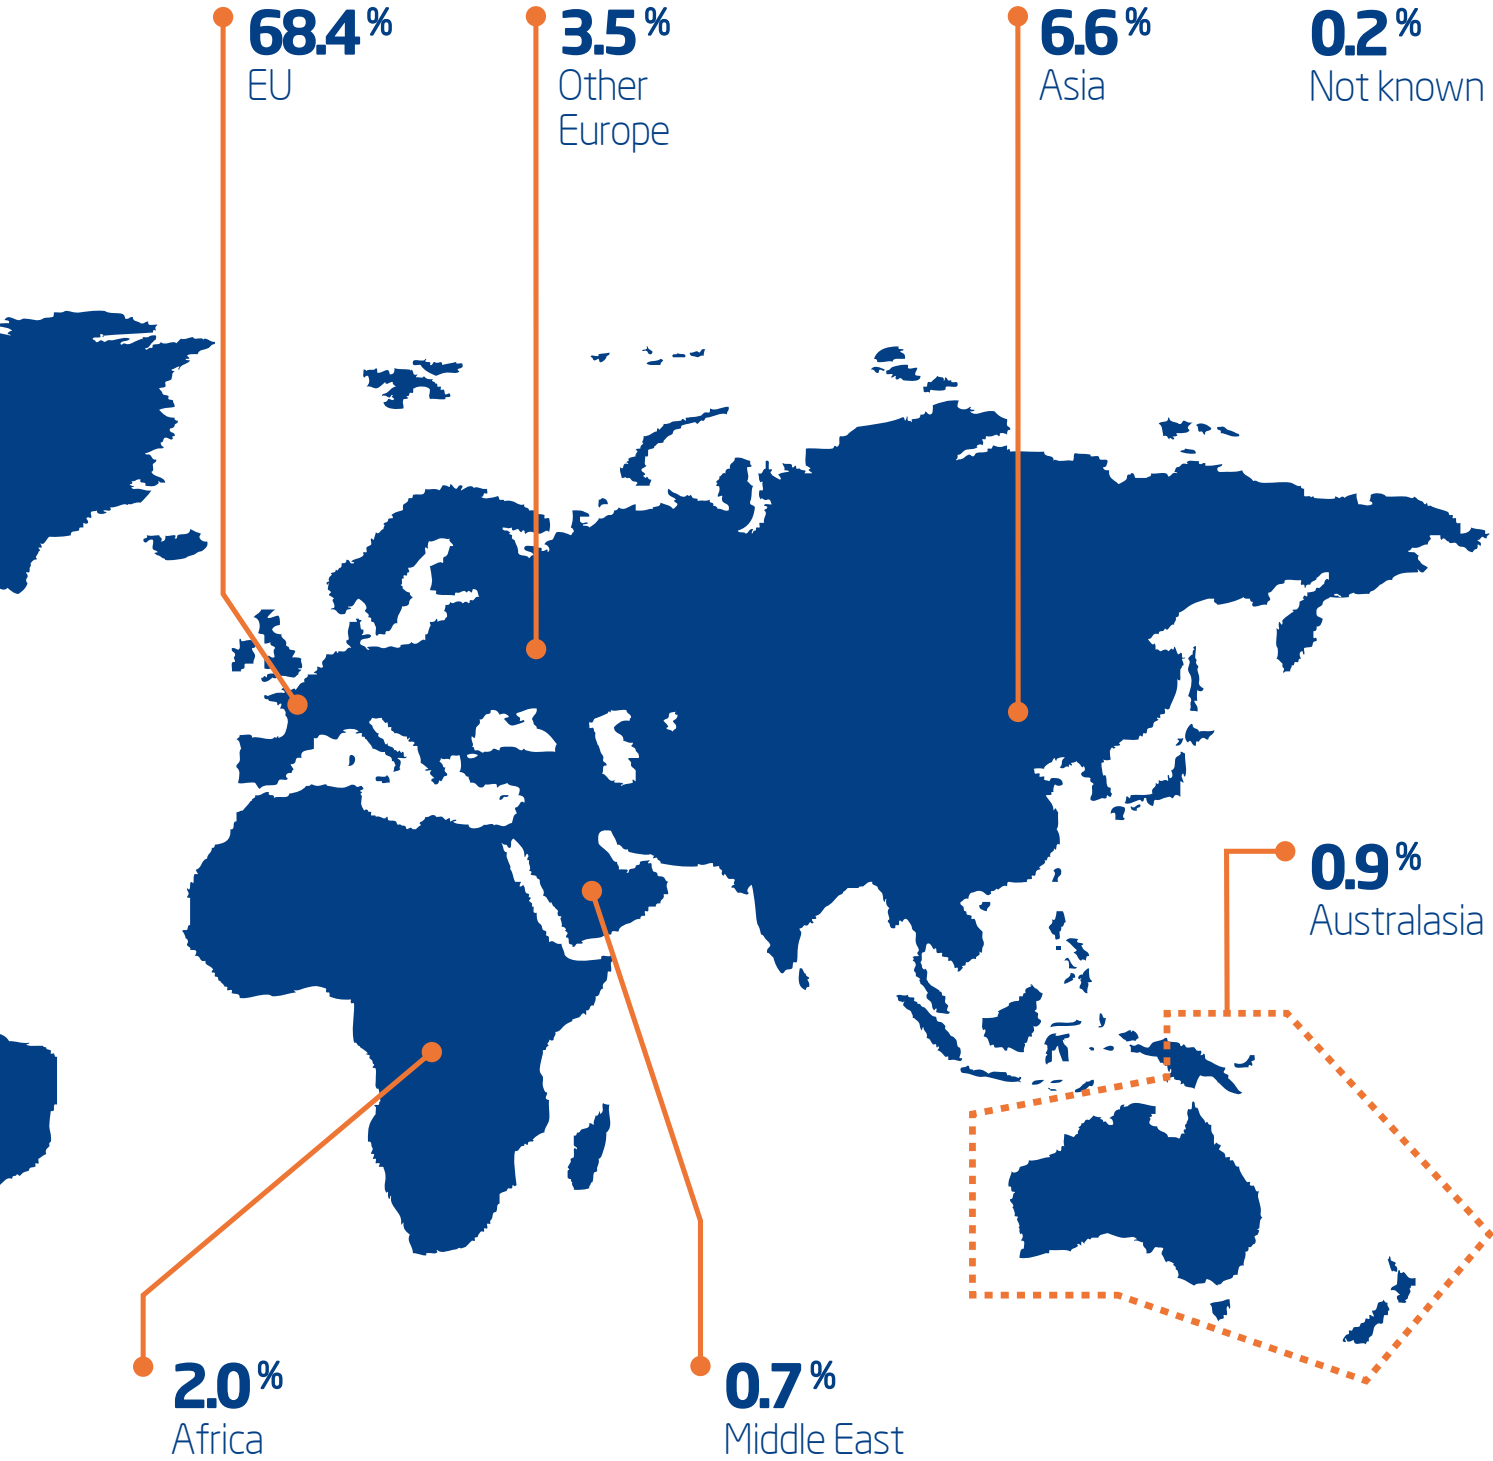 68.4%
EU
3.5%
Other
Europe
6.6%
Asia
0.2%
Not known
0.9%
Australasia
2.0%
Africa
0.7%
Middle East